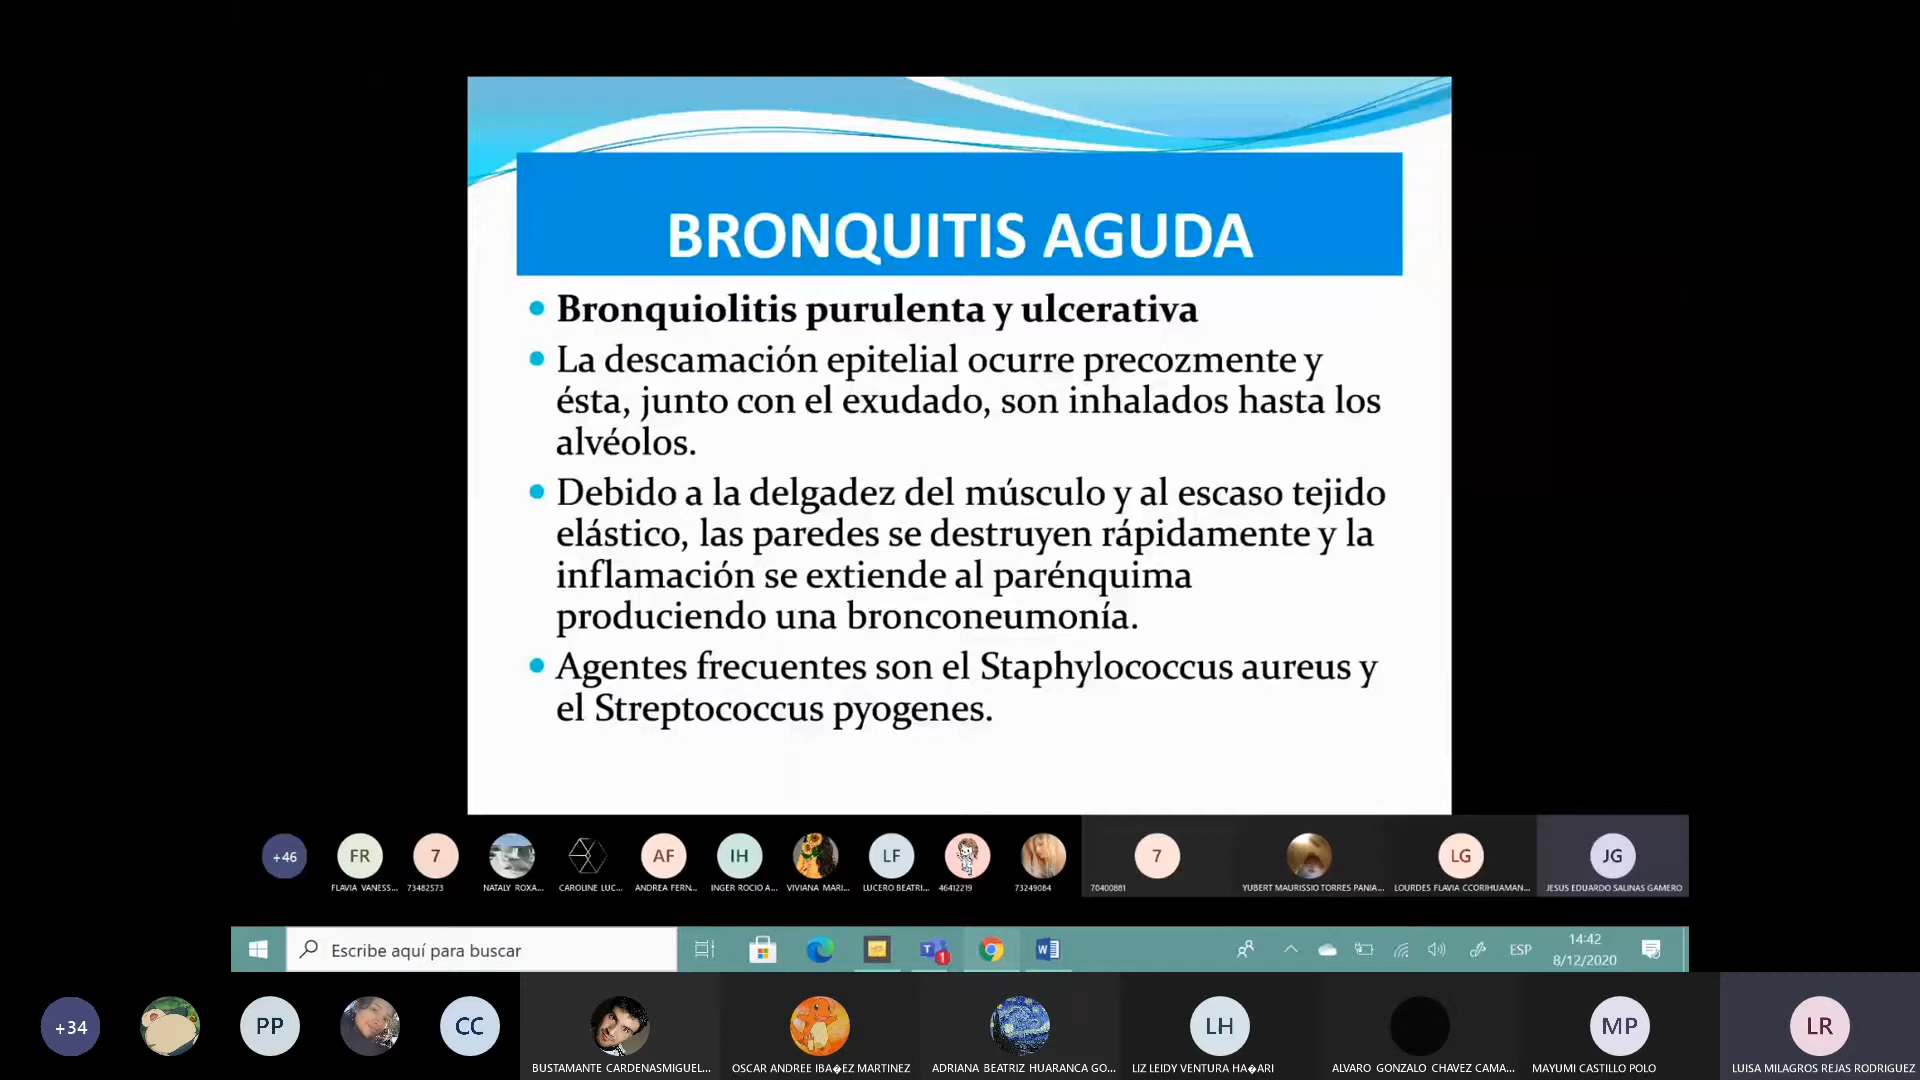 BRONQUITIS AGUDA
Bronquiolitis purulenta y ulcerativa
La descamación epitelial ocurre precozmente y
ésta, junto con el exudado, son inhalados hasta los
alvéolos.
Debido a la delgadez del músculo y al escaso tejido
elástico, las paredes se destruyen rápidamente y la
inflamación se extiende al parénquima
produciendo una bronconeumonía.
Agentes frecuentes son el Staphylococcus aureus y
el Streptococcus pyogenes.
+46 FR 7 AF IH LF 7 LG JG
FLAVIA VANESS... 73482573 NATALY ROXA... CAROLINE LUC... ANDREA FERN... INGER ROCIO A... VIVIANA MARI... LUCERO BEATRI... 46412219 73249084 70400881 YUBERT MAURISSIO TORRES PANIA... LOURDES FLAVIA CCORIHUAMAN... JESUS EDUARDO SALINAS GAMERO
Escribe aquí para buscar
1
ESP
14:42
8/12/2020
+34 PP CC LH MP LR
BUSTAMANTE CARDENASMIGUEL... OSCAR ANDREE IBA�EZ MARTINEZ ADRIANA BEATRIZ HUARANCA GO... LIZ LEIDY VENTURA HA�ARI ALVARO GONZALO CHAVEZ CAMA... MAYUMI CASTILLO POLO LUISA MILAGROS REJAS RODRIGUEZ